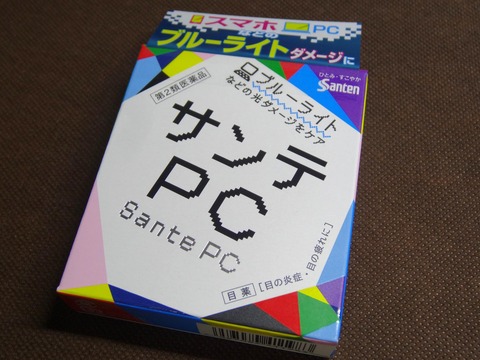 スマホ PC
などの
ブルーライトダメージに
ひとみ・すこやか
Santen
第2類医薬品
ブルーライト
などの光ダメージをケア
サンテ
PC
Sante PC
目薬 [目の炎症・目の疲れに]